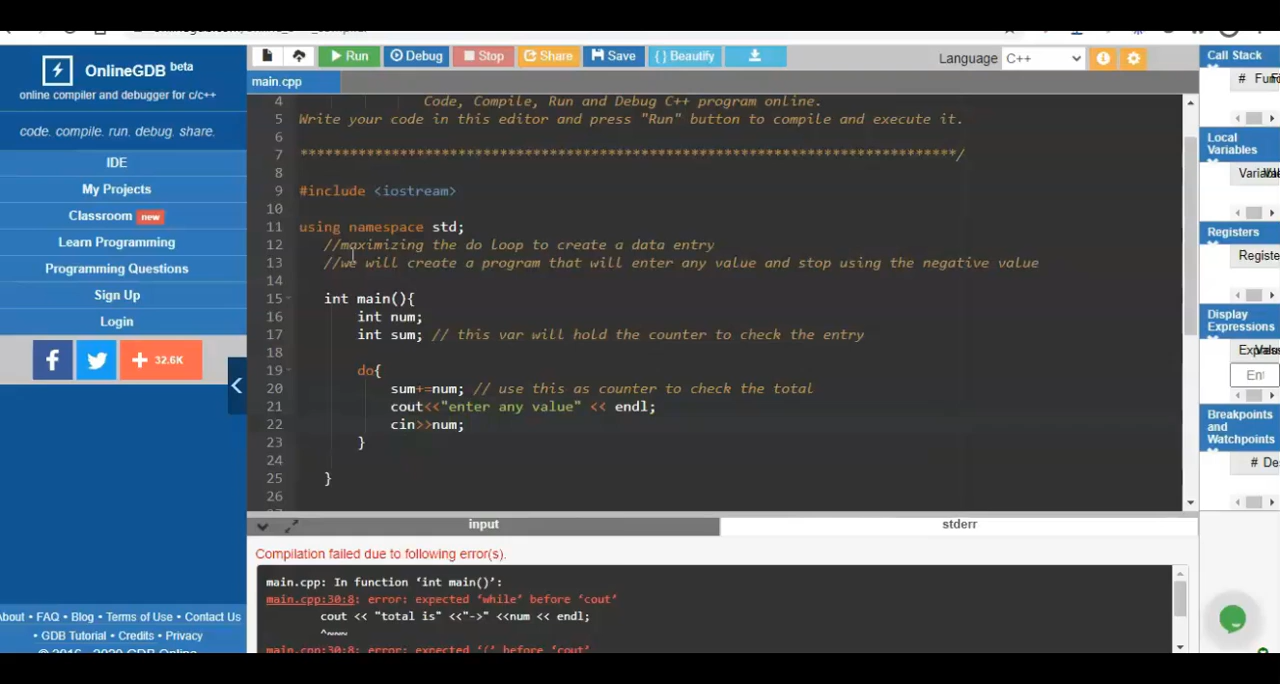 OnlineGDB beta
online compiler and debugger for c/c++
code. compile. run. debug. share.
IDE
My Projects
Classroom new
Learn Programming
Programming Questions
Sign Up
Login
+ 32.6K
About • FAQ • Blog • Terms of Use • Contact Us
• GDB Tutorial • Credits • Privacy
Run Debug Stop Share Save { } Beautify
Language C++
main.cpp
4 Code, Compile, Run and Debug C++ program online.
5 Write your code in this editor and press "Run" button to compile and execute it.
6
7 *******************************************************************************/
8
9 #include <iostream>
10
11 using namespace std;
12 //maximizing the do loop to create a data entry
13 //we will create a program that will enter any value and stop using the negative value
14
15 int main(){
16 int num;
17 int sum; // this var will hold the counter to check the entry
18
19 do{
20 sum+=num; // use this as counter to check the total
21 cout<<"enter any value" << endl;
22 cin>>num;
23 }
24
25 }
26
input stderr
Compilation failed due to following error(s).
main.cpp: In function ‘int main()’:
main.cpp:30:8: error: expected ‘while’ before ‘cout’
cout << "total is" <<"->" <<num << endl;
^~~~
main.cpp:30:8: error: expected ‘(’ before ‘cout’
Call Stack
#
Local
Variables
Registers
Registe
Display
Expressions
Ent
Breakpoints
and
Watchpoints
# De